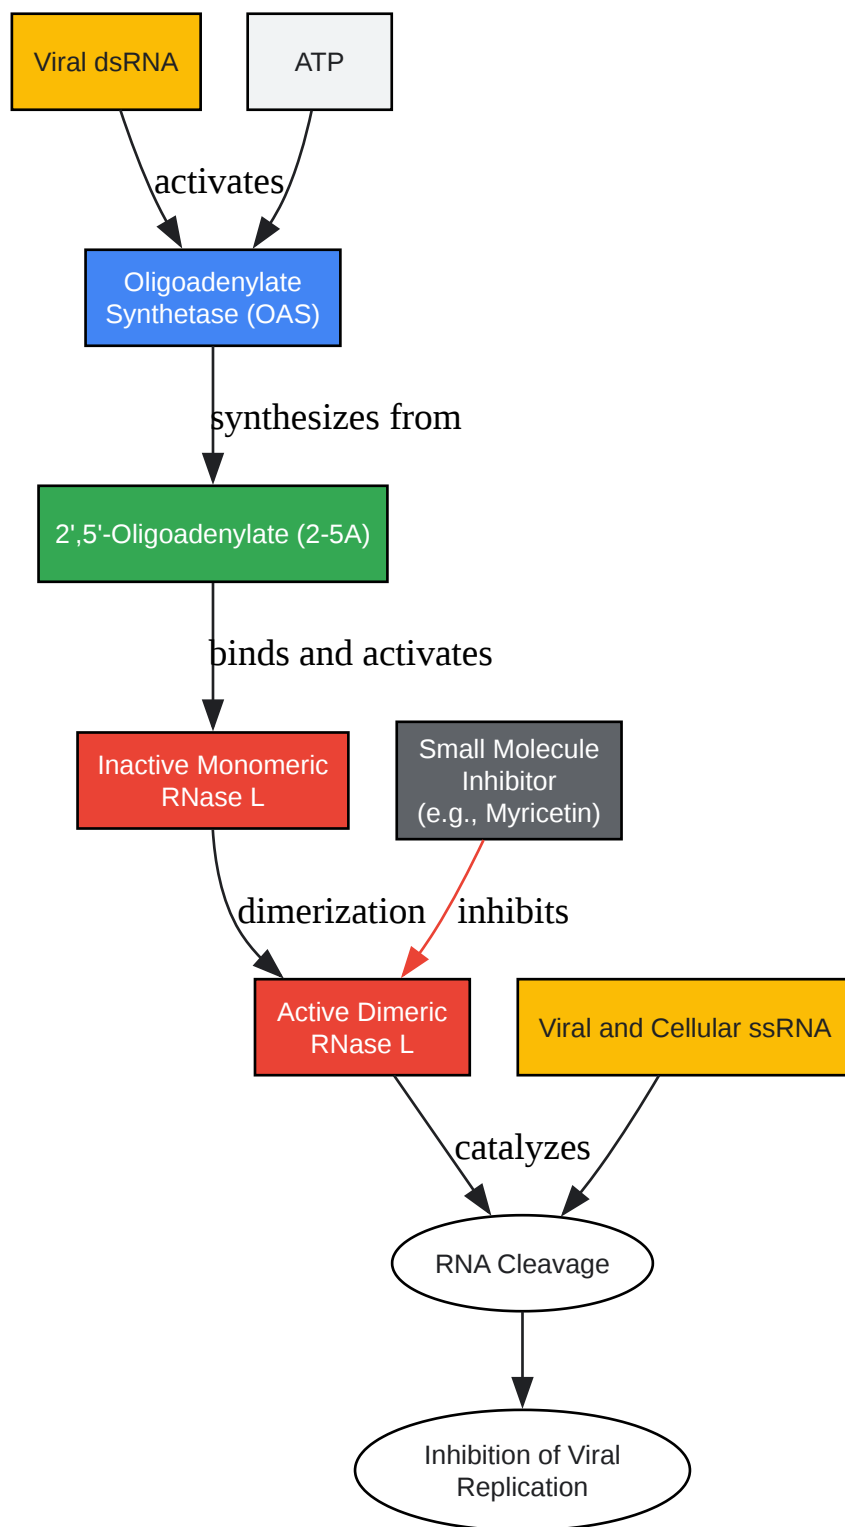 Viral dsRNA
ATP
activates
Oligoadenylate
Synthetase (OAS)
synthesizes from
2',5'-Oligoadenylate (2-5A)
binds and activates
Inactive Monomeric
RNase L
Small Molecule
Inhibitor
(e.g., Myricetin)
dimerization
inhibits
Active Dimeric
RNase L
Viral and Cellular ssRNA
catalyzes
RNA Cleavage
Inhibition of Viral
Replication